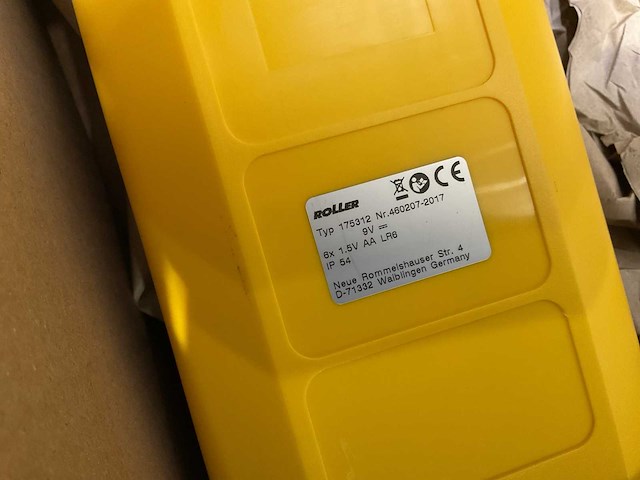 ROLLER
CE
Typ 175312 Nr.460207-2017
9V
6x 1.5V AA LR6
IP 54
Neue Rommelshauser Str. 4
D-71332 Waiblingen Germany